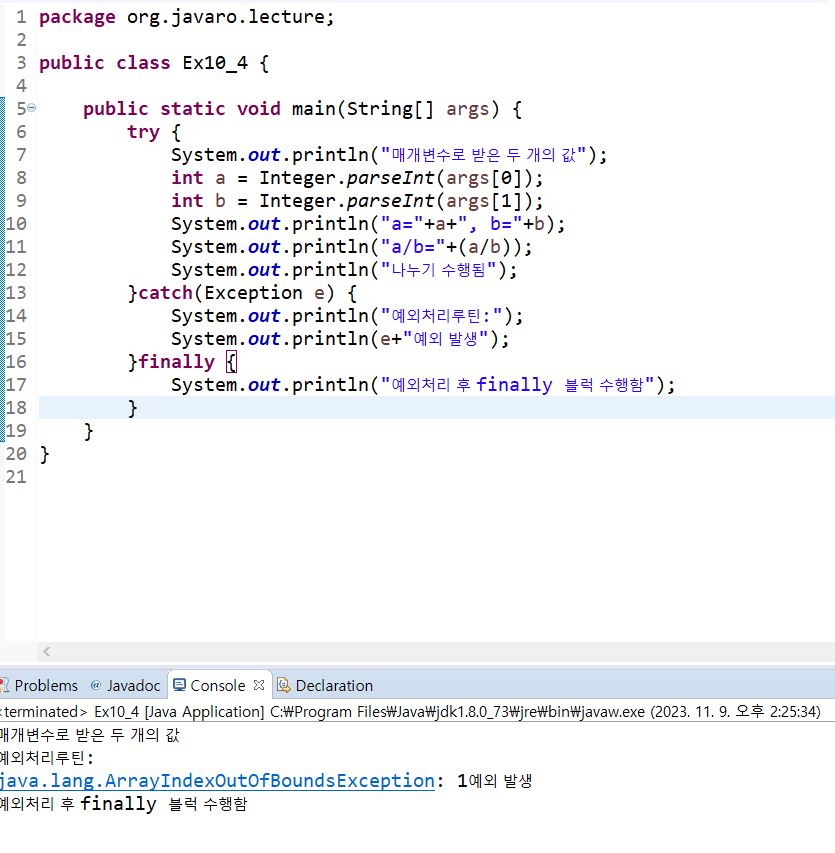 1 package org.javaro.lecture;
2
3 public class Ex10_4 {
4
5     public static void main(String[] args) {
6         try {
7             System.out.println("매개변수로 받은 두 개의 값");
8             int a = Integer.parseInt(args[0]);
9             int b = Integer.parseInt(args[1]);
10             System.out.println("a="+a+", b="+b);
11             System.out.println("a/b="+(a/b));
12             System.out.println("나누기 수행됨");
13         }catch(Exception e) {
14             System.out.println("예외처리루틴:");
15             System.out.println(e+"예외 발생");
16         }finally {
17             System.out.println("예외처리 후 finally 블럭 수행함");
18         }
19     }
20 }
21
Problems @ Javadoc Console Declaration
<terminated> Ex10_4 [Java Application] C:₩Program Files₩Java₩jdk1.8.0_73₩jre₩bin₩javaw.exe (2023. 11. 9. 오후 2:25:34)
매개변수로 받은 두 개의 값
예외처리루틴:
java.lang.ArrayIndexOutOfBoundsException: 1예외 발생
예외처리 후 finally 블럭 수행함